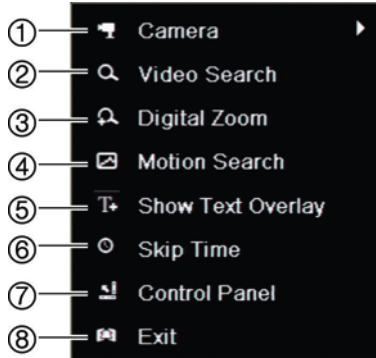 ① Camera
② Video Search
③ Digital Zoom
④ Motion Search
⑤ T+ Show Text Overlay
⑥ Skip Time
⑦ Control Panel
⑧ Exit